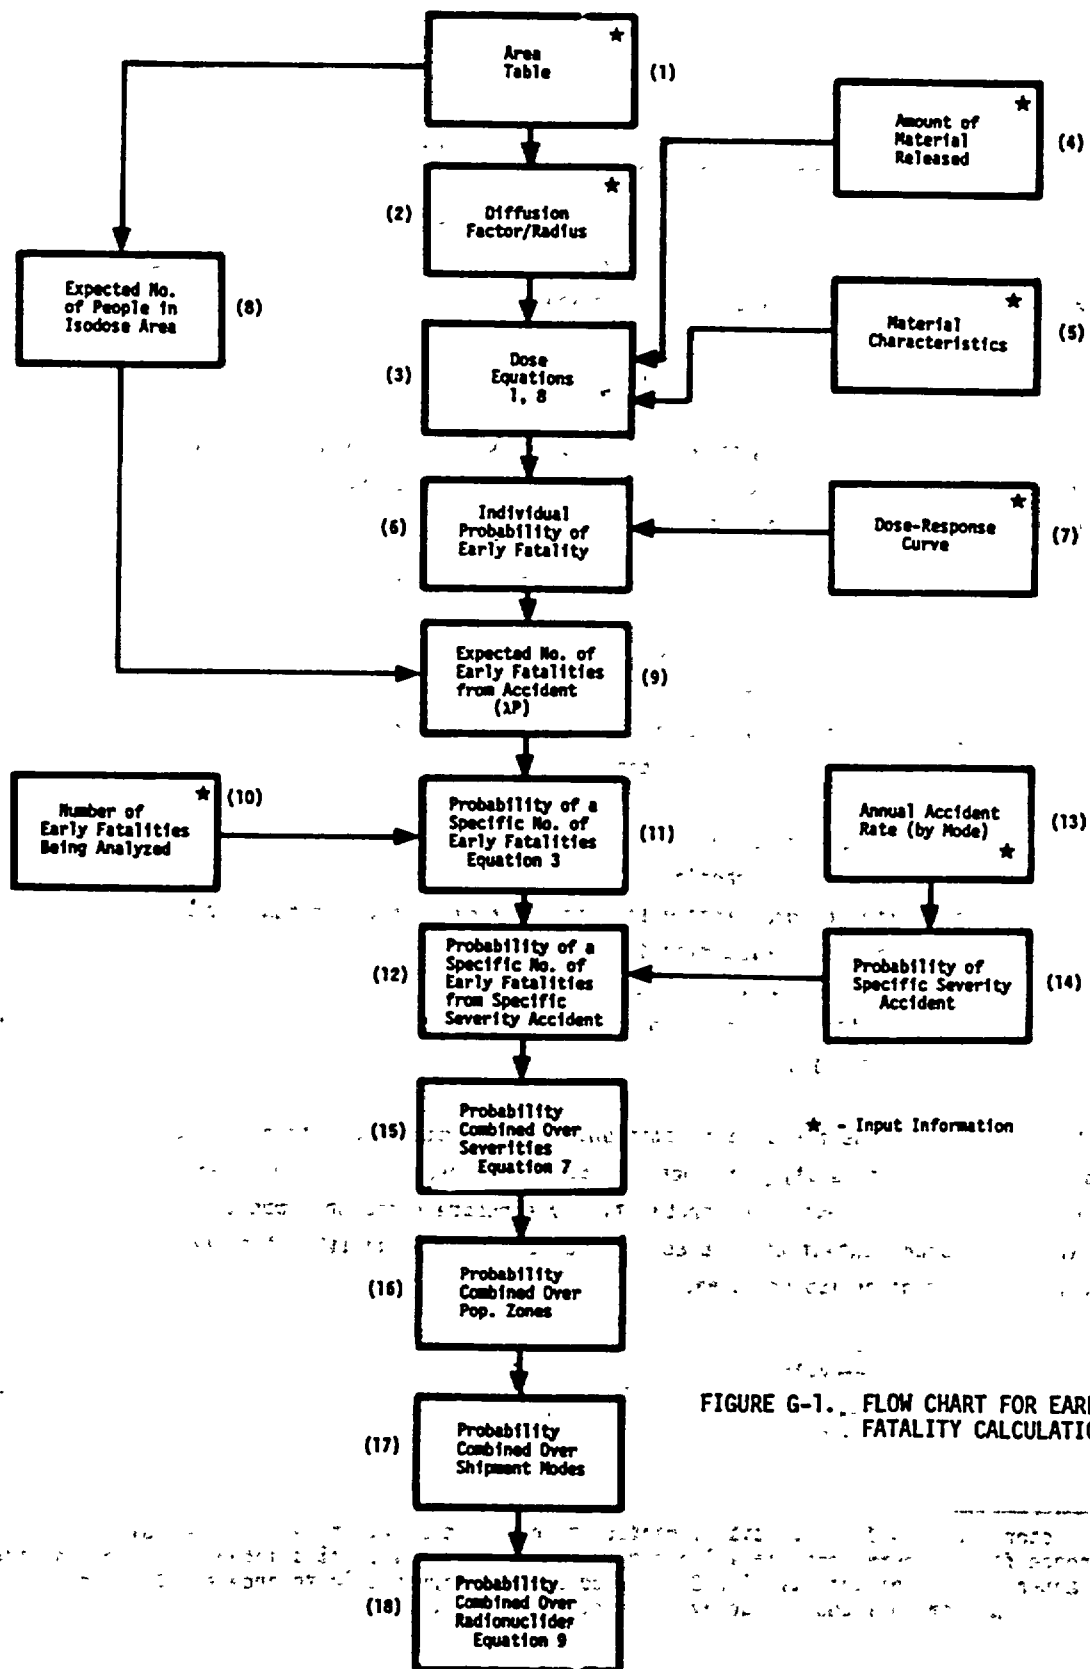 Area
Table
★
(1)
Amount of
Material
Released
★
(4)
(2)
Diffusion
Factor/Radius
★
Expected No.
of People in
Isodose Area
(8)
Material
Characteristics
★
(5)
(3)
Dose
Equations
1, 8
(6)
Individual
Probability of
Early Fatality
Dose-Response
Curve
★
(7)
Expected No. of
Early Fatalities
from Accident
(λP)
(9)
Number of
Early Fatalities
Being Analyzed
★
(10)
Probability of a
Specific No. of
Early Fatalities
Equation 3
(11)
Annual Accident
Rate (by Mode)
★
(13)
(12)
Probability of a
Specific No. of
Early Fatalities
from Specific
Severity Accident
Probability of
Specific Severity
Accident
(14)
(15)
Probability
Combined Over
Severities
Equation 7
★ - Input Information
(16)
Probability
Combined Over
Pop. Zones
(17)
Probability
Combined Over
Shipment Modes
FIGURE G-1. FLOW CHART FOR EARL
FATALITY CALCULATIO
(18)
Probability
Combined Over
Radionuclides
Equation 9